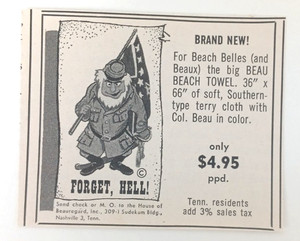 BRAND NEW!
For Beach Belles (and
Beaux) the big BEAU
BEACH TOWEL. 36" x
66" of soft, Southern-
type terry cloth with
Col. Beau in color.
only
$4.95
ppd.
Tenn. residents
add 3% sales tax
©
FORGET, HELL!
Send check or M. O. to the House of
Beauregard, Inc., 309-I Sudekum Bldg.,
Nashville 3, Tenn.